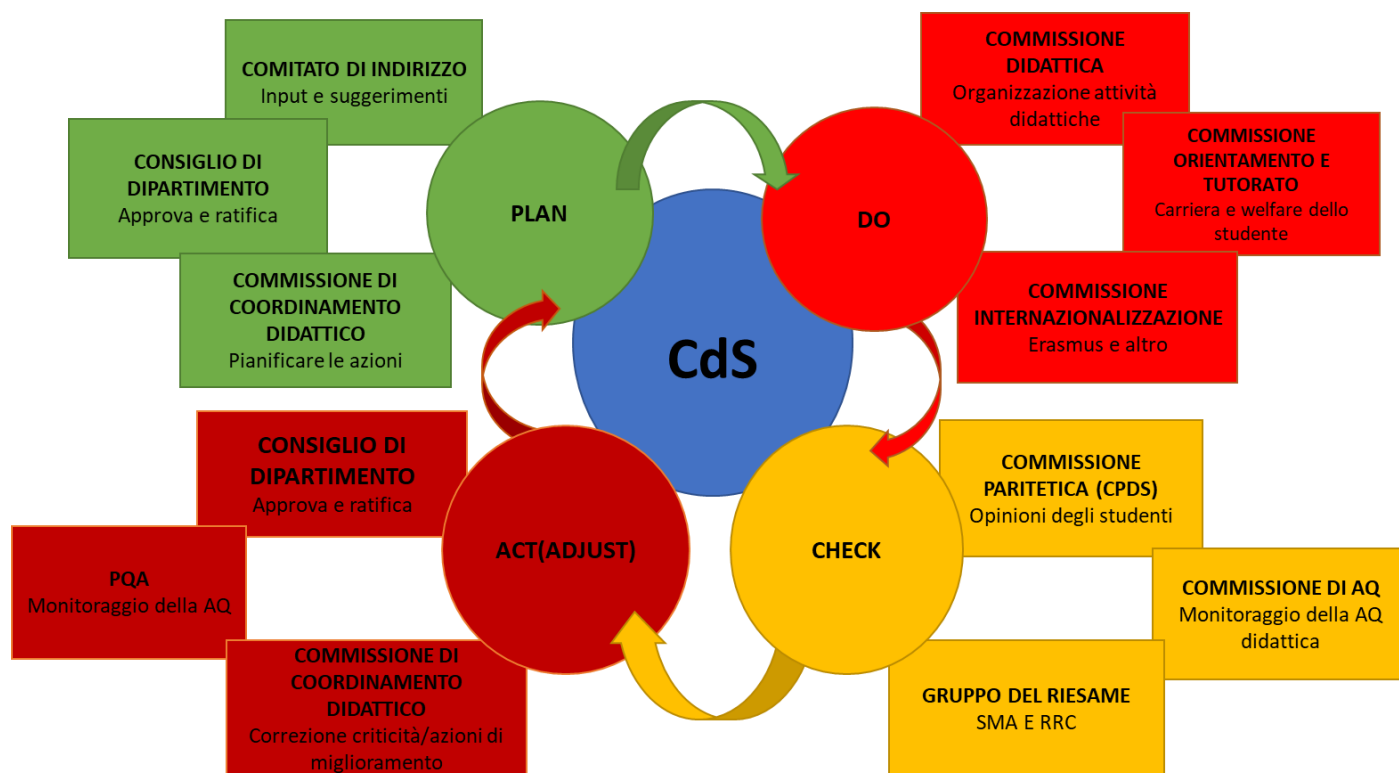 COMITATO DI INDIRIZZO
Input e suggerimenti
CONSIGLIO DI
DIPARTIMENTO
Approva e ratifica
COMMISSIONE DI
COORDINAMENTO
DIDATTICO
Pianificare le azioni
PLAN
COMMISSIONE
DIDATTICA
Organizzazione attività
didattiche
COMMISSIONE
ORIENTAMENTO E
TUTORATO
Carriera e welfare dello
studente
COMMISSIONE
INTERNAZIONALIZZAZIONE
Erasmus e altro
DO
CdS
CONSIGLIO DI
DIPARTIMENTO
Approva e ratifica
PQA
Monitoraggio della AQ
COMMISSIONE DI
COORDINAMENTO
DIDATTICO
Correzione criticità/azioni di
miglioramento
ACT(ADJUST)
CHECK
COMMISSIONE
PARITETICA (CPDS)
Opinioni degli studenti
COMMISSIONE DI AQ
Monitoraggio della AQ
didattica
GRUPPO DEL RIESAME
SMA E RRC